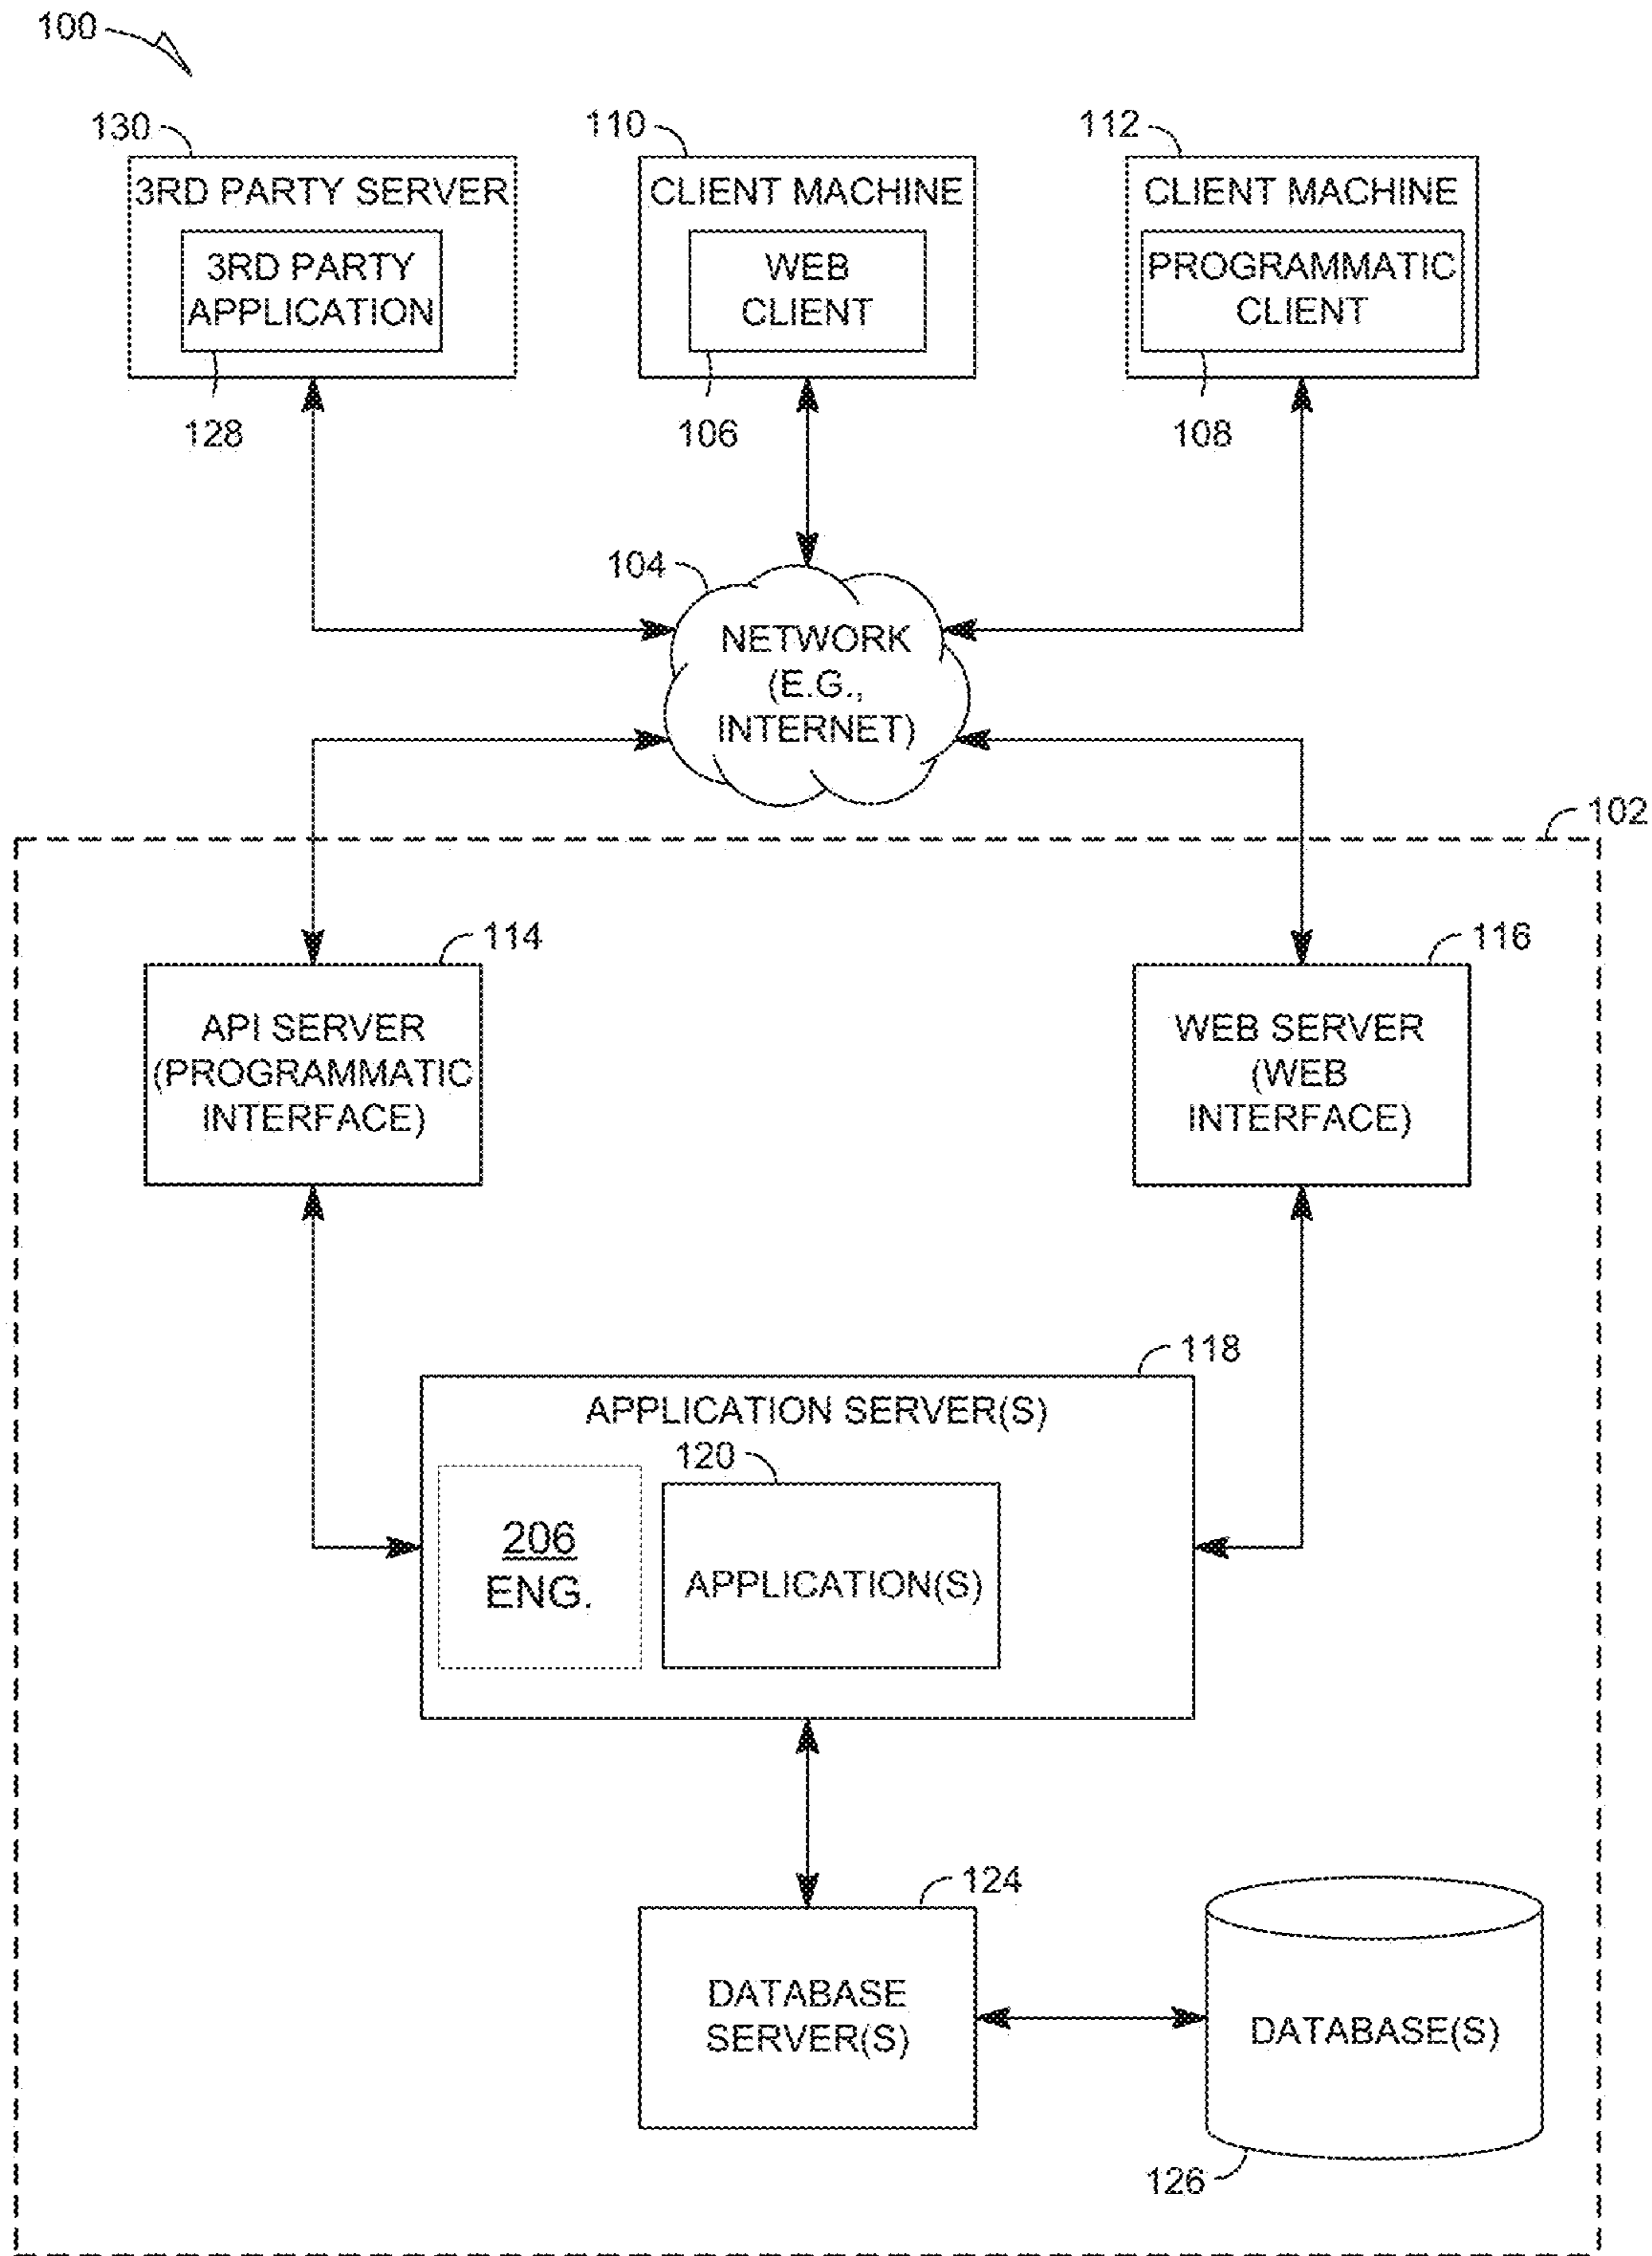 100
130
110
112
3RD PARTY SERVER
CLIENT MACHINE
CLIENT MACHINE
3RD PARTY
APPLICATION
WEB
CLIENT
PROGRAMMATIC
CLIENT
128
106
108
104
NETWORK
(E.G.,
INTERNET)
102
114
116
API SERVER
(PROGRAMMATIC
INTERFACE)
WEB SERVER
(WEB
INTERFACE)
118
APPLICATION SERVER(S)
120
206
ENG.
APPLICATION(S)
124
DATABASE
SERVER(S)
DATABASE(S)
126